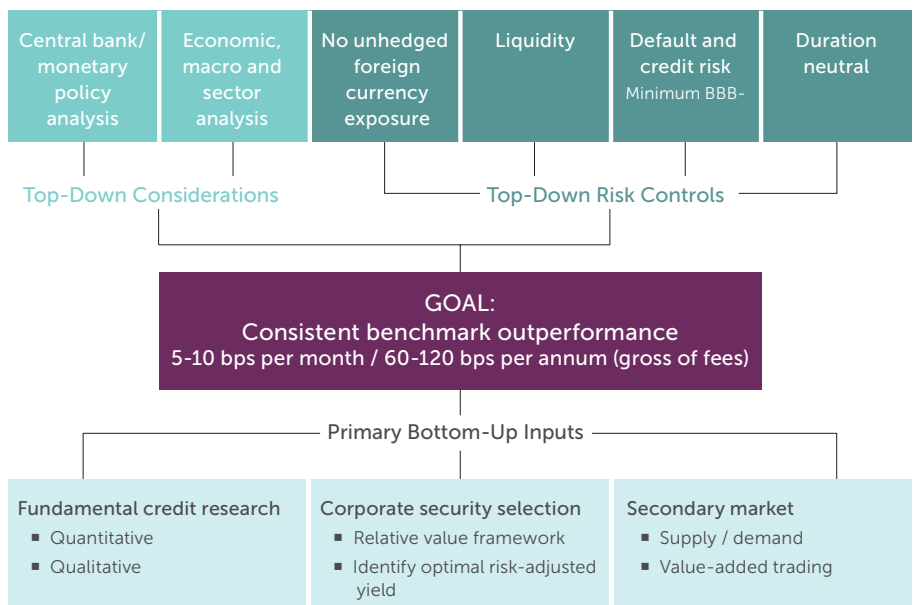 Central bank/
monetary
policy
analysis
Economic,
macro and
sector
analysis
No unhedged
foreign
currency
exposure
Liquidity
Default and
credit risk
Minimum BBB-
Duration
neutral
Top-Down Considerations
Top-Down Risk Controls
GOAL:
Consistent benchmark outperformance
5-10 bps per month / 60-120 bps per annum (gross of fees)
Primary Bottom-Up Inputs
Fundamental credit research
▪ Quantitative
▪ Qualitative
Corporate security selection
▪ Relative value framework
▪ Identify optimal risk-adjusted
yield
Secondary market
▪ Supply / demand
▪ Value-added trading